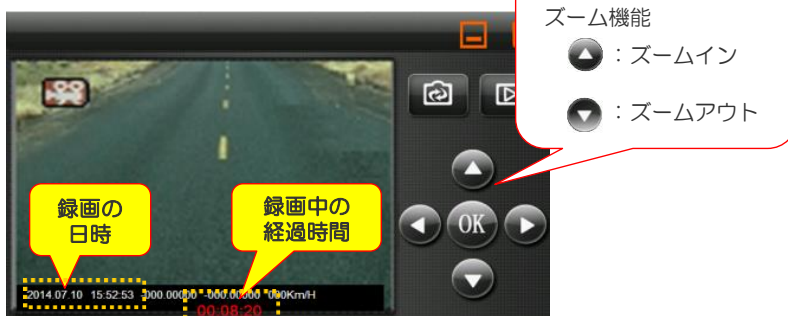 ズーム機能
：ズームイン
：ズームアウト
録画の
日時
録画中の
経過時間
OK
2014.07.10 15:52:53 -000.00000 -000.00000 000Km/H
00:08:20